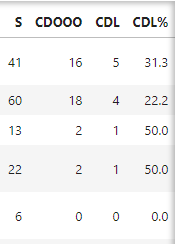 S CDOOO CDL CDL%
41 16 5 31.3
60 18 4 22.2
13 2 1 50.0
22 2 1 50.0
6 0 0 0.0